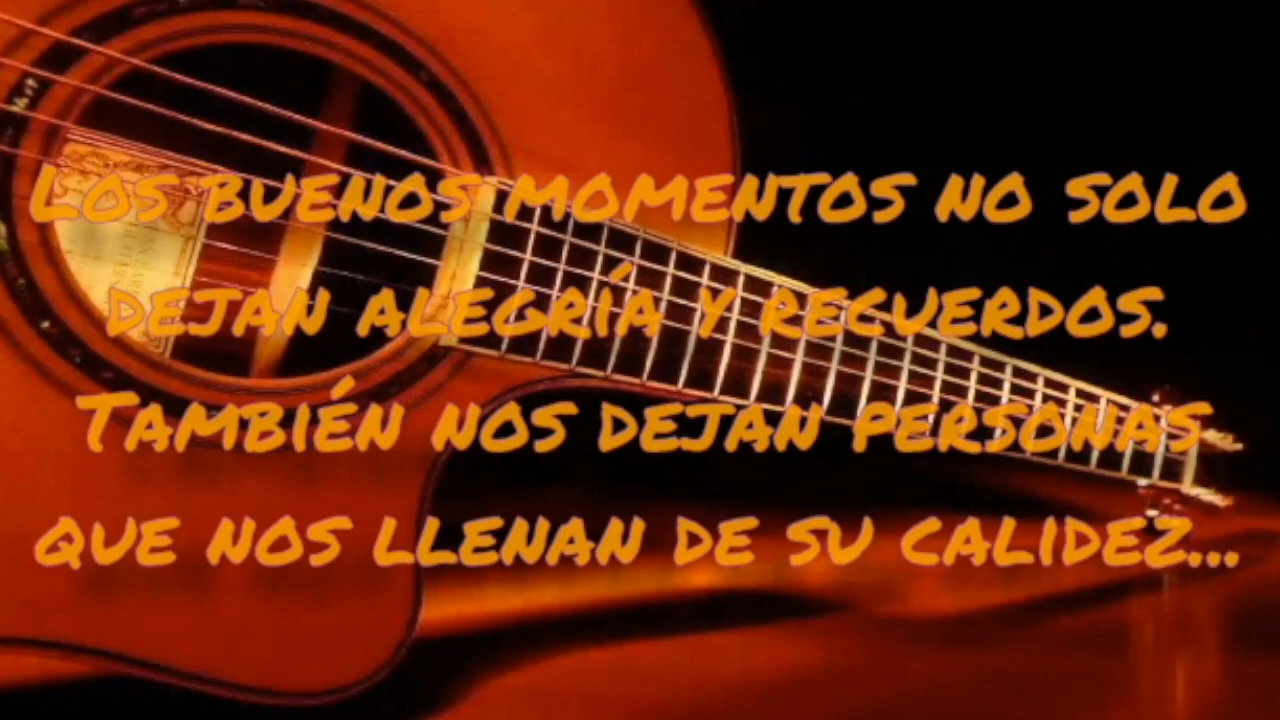 Los buenos momentos no solo
dejan alegría y recuerdos.
También nos dejan personas
que nos llenan de su calidez...